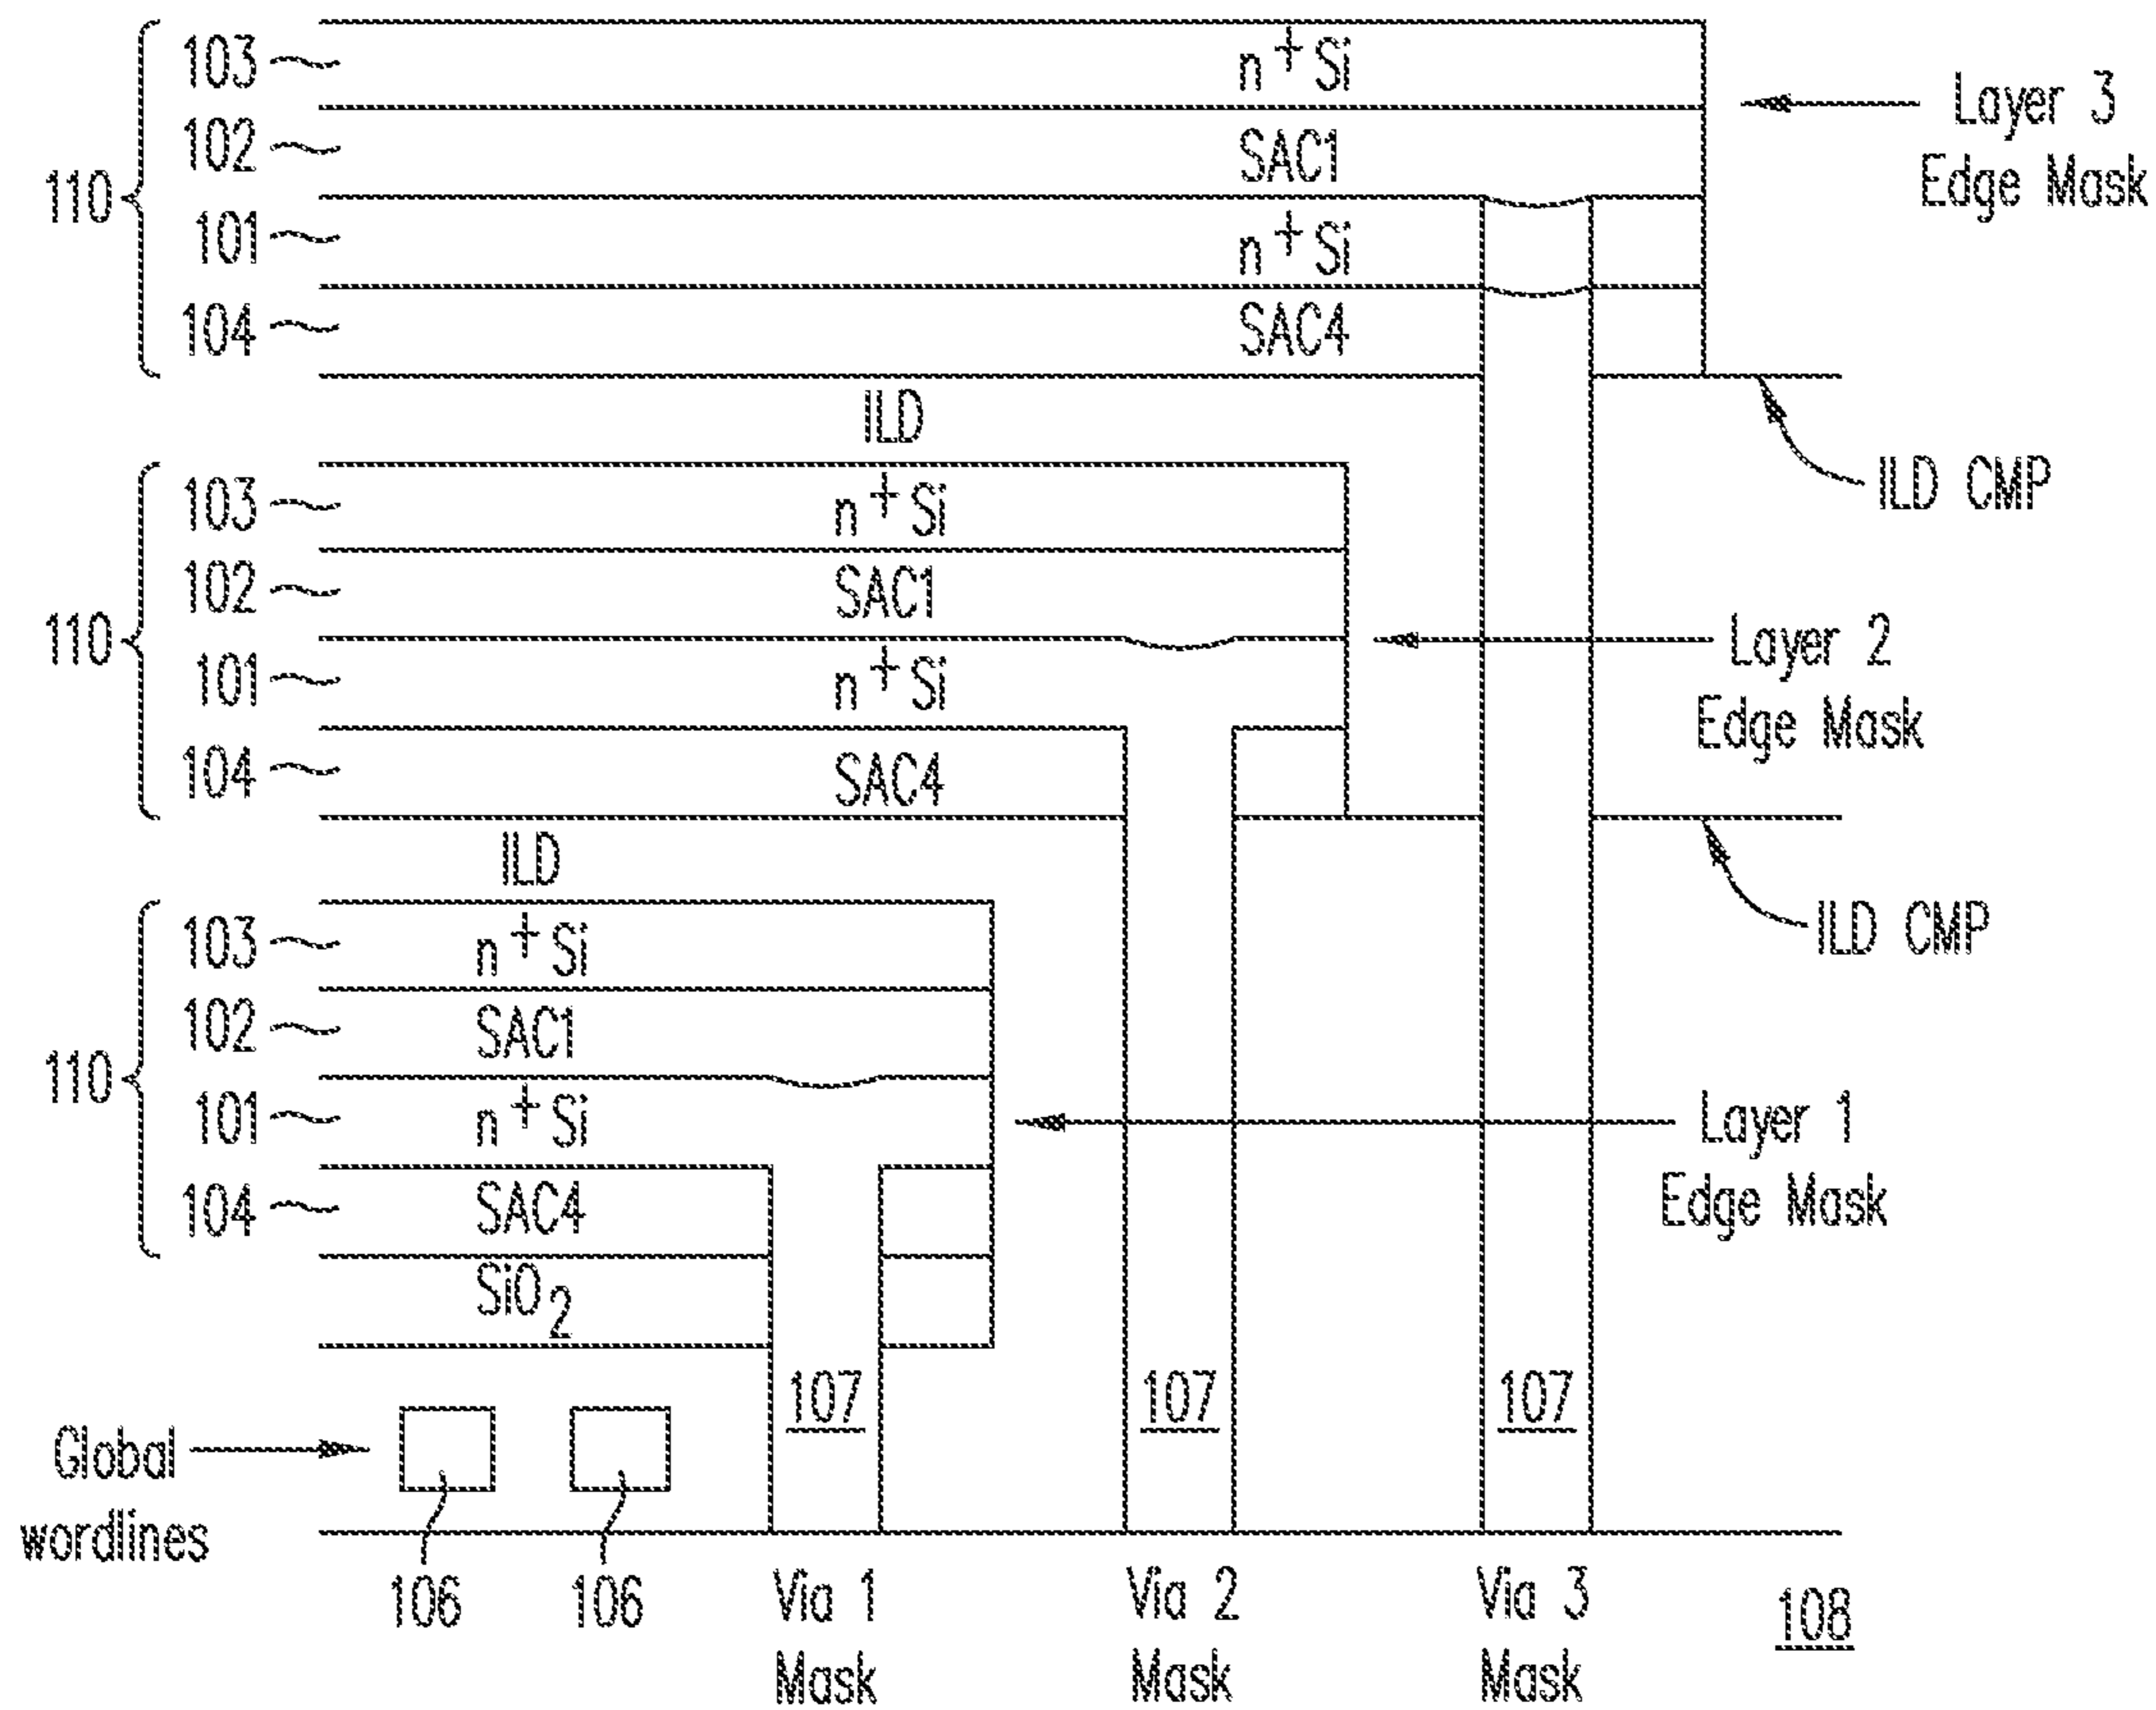 103
n+Si
Layer 3
Edge Mask
102
SAC1
110
101
n+Si
104
SAC4
ILD
ILD CMP
103
n+Si
102
SAC1
110
Layer 2
Edge Mask
101
n+Si
104
SAC4
ILD
ILD CMP
103
n+Si
102
SAC1
110
101
n+Si
Layer 1
Edge Mask
104
SAC4
SiO2
107
107
107
Global
wordlines
106
106
Via 1
Mask
Via 2
Mask
Via 3
Mask
108